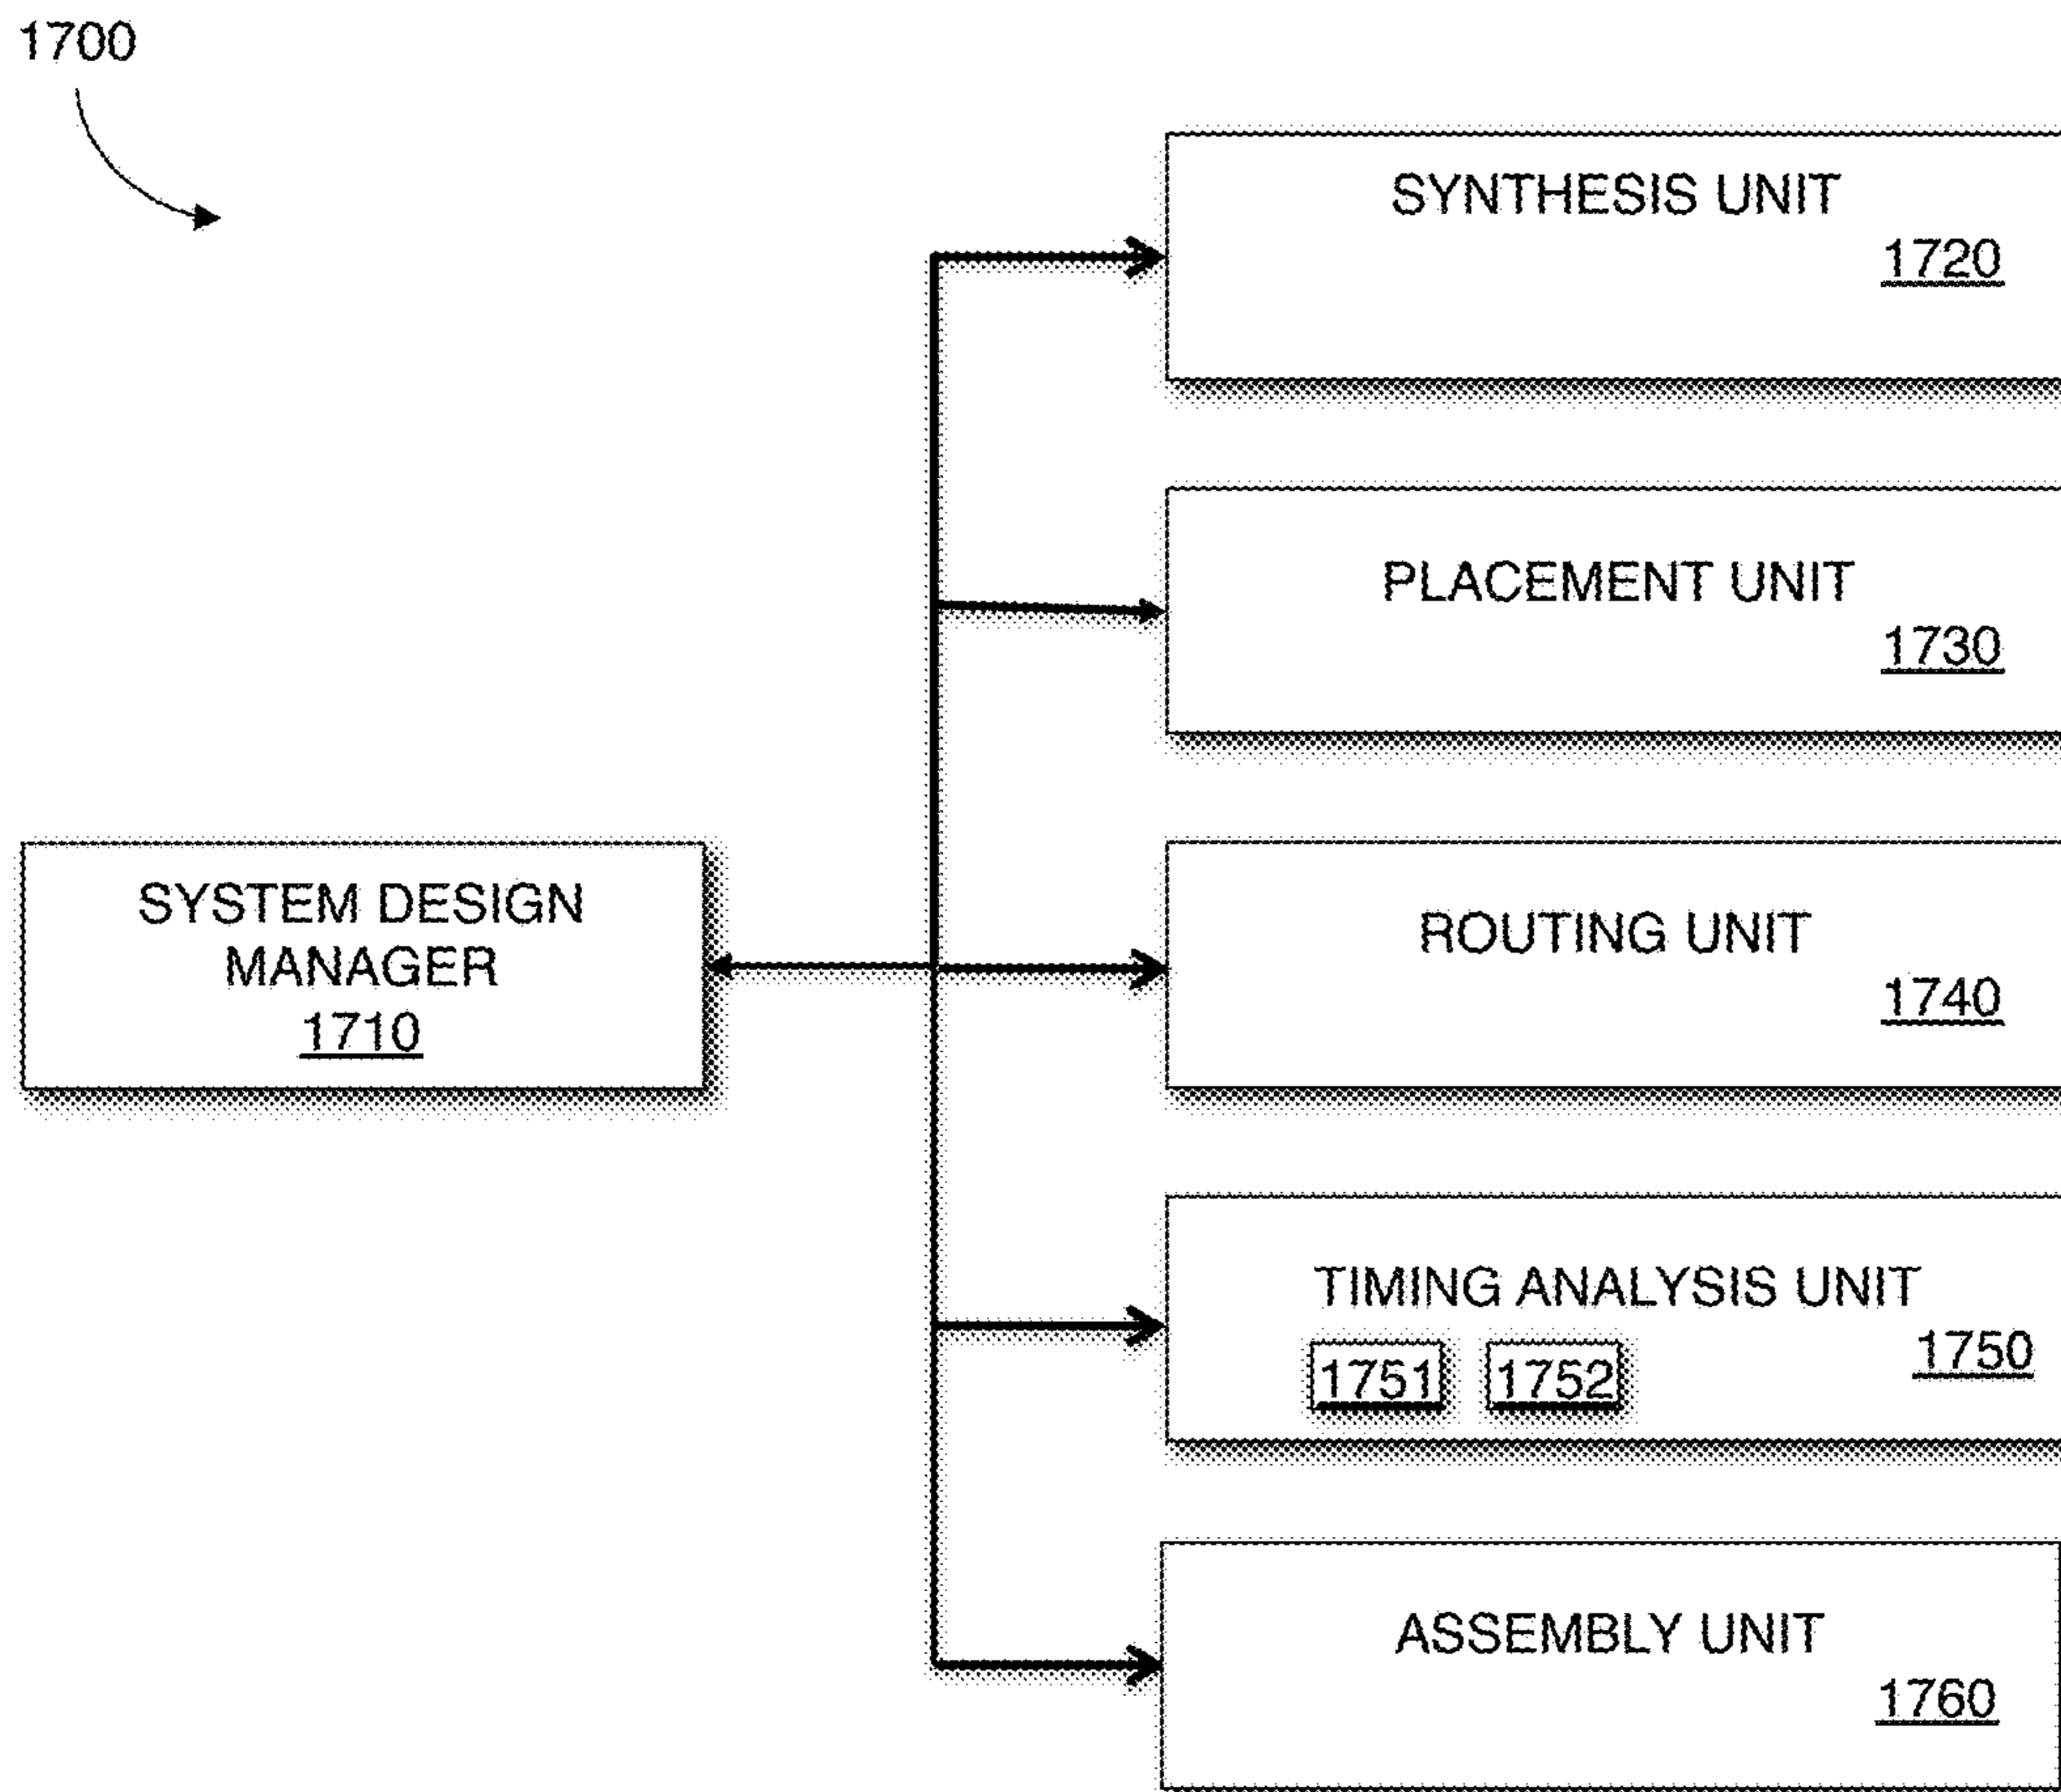 1700
SYNTHESIS UNIT
1720
PLACEMENT UNIT
1730
SYSTEM DESIGN
MANAGER
1710
ROUTING UNIT
1740
TIMING ANALYSIS UNIT
1751 1752 1750
ASSEMBLY UNIT
1760